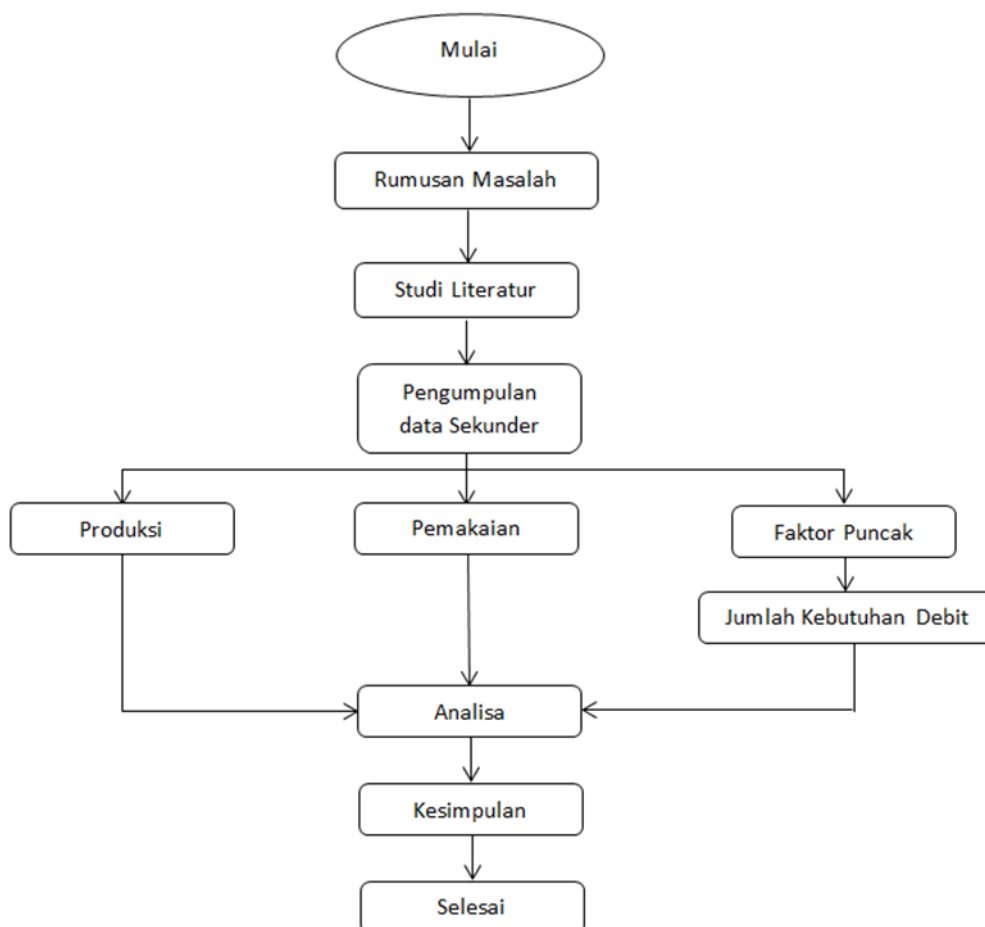 Mulai
Rumusan Masalah
Studi Literatur
Pengumpulan
data Sekunder
Produksi
Pemakaian
Faktor Puncak
Jumlah Kebutuhan Debit
Analisa
Kesimpulan
Selesai